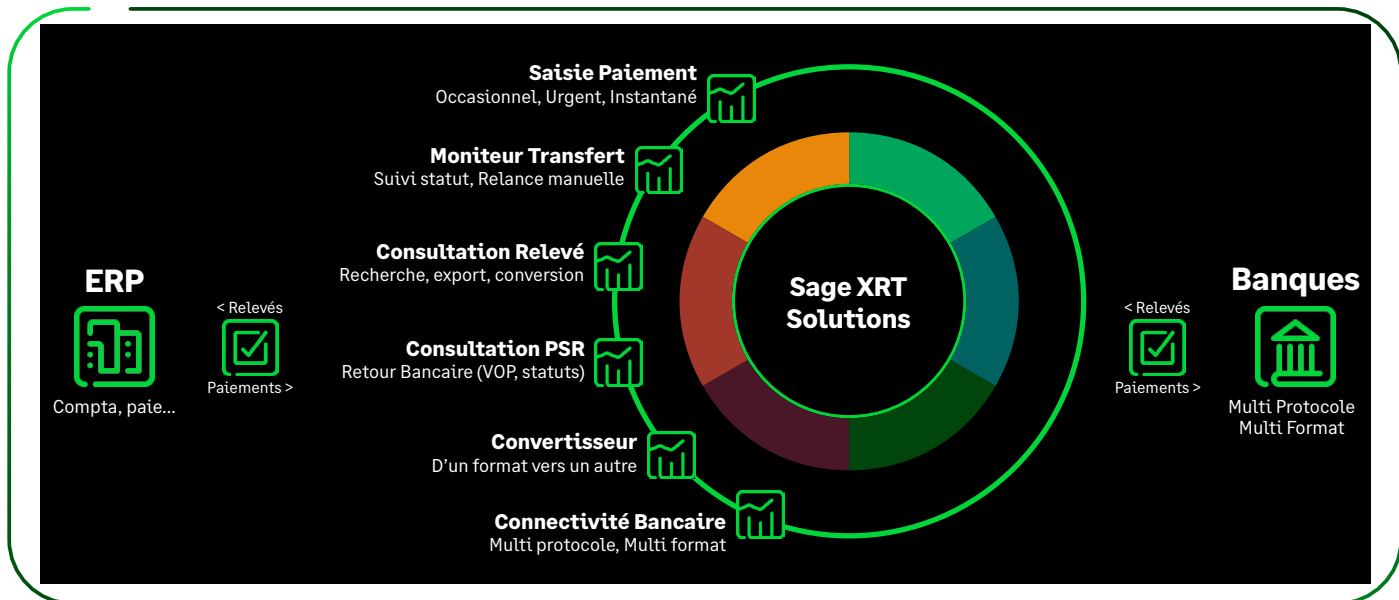 Saisie Paiement
Occasionnel, Urgent, Instantané
Moniteur Transfert
Suivi statut, Relance manuelle
Consultation Relevé
Recherche, export, conversion
Consultation PSR
Retour Bancaire (VOP, statuts)
Convertisseur
D’un format vers un autre
Connectivité Bancaire
Multi protocole, Multi format
ERP
Compta, paie...
< Relevés
Paiements >
Sage XRT
Solutions
< Relevés
Paiements >
Banques
Multi Protocole
Multi Format